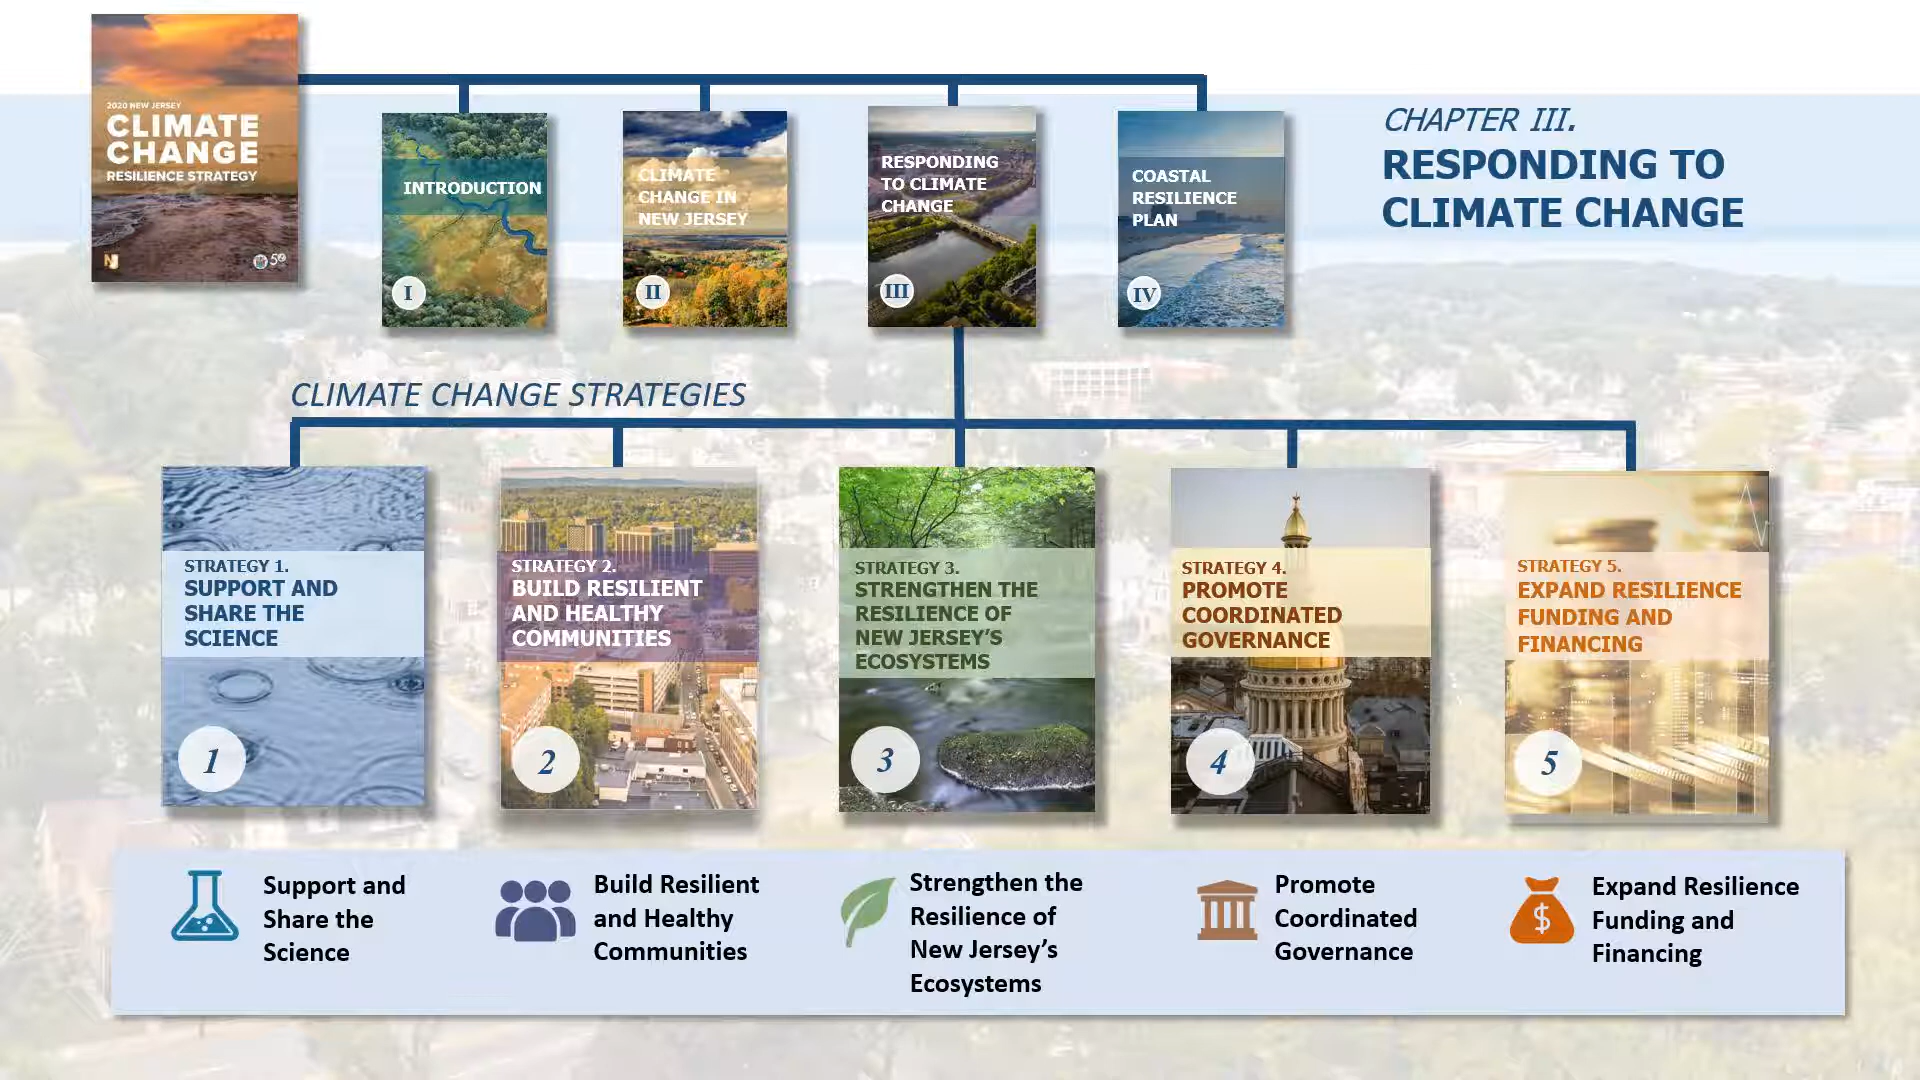 2020 NEW JERSEY
CLIMATE
CHANGE
RESILIENCE STRATEGY
INTRODUCTION
I
CLIMATE
CHANGE IN
NEW JERSEY
II
RESPONDING
TO CLIMATE
CHANGE
III
COASTAL
RESILIENCE
PLAN
IV
CHAPTER III.
RESPONDING TO
CLIMATE CHANGE
CLIMATE CHANGE STRATEGIES
STRATEGY 1.
SUPPORT AND
SHARE THE
SCIENCE
1
STRATEGY 2.
BUILD RESILIENT
AND HEALTHY
COMMUNITIES
2
STRATEGY 3.
STRENGTHEN THE
RESILIENCE OF
NEW JERSEY'S
ECOSYSTEMS
3
STRATEGY 4.
PROMOTE
COORDINATED
GOVERNANCE
4
STRATEGY 5.
EXPAND RESILIENCE
FUNDING AND
FINANCING
5
Support and
Share the
Science
Build Resilient
and Healthy
Communities
Strengthen the
Resilience of
New Jersey's
Ecosystems
Promote
Coordinated
Governance
$
Expand Resilience
Funding and
Financing